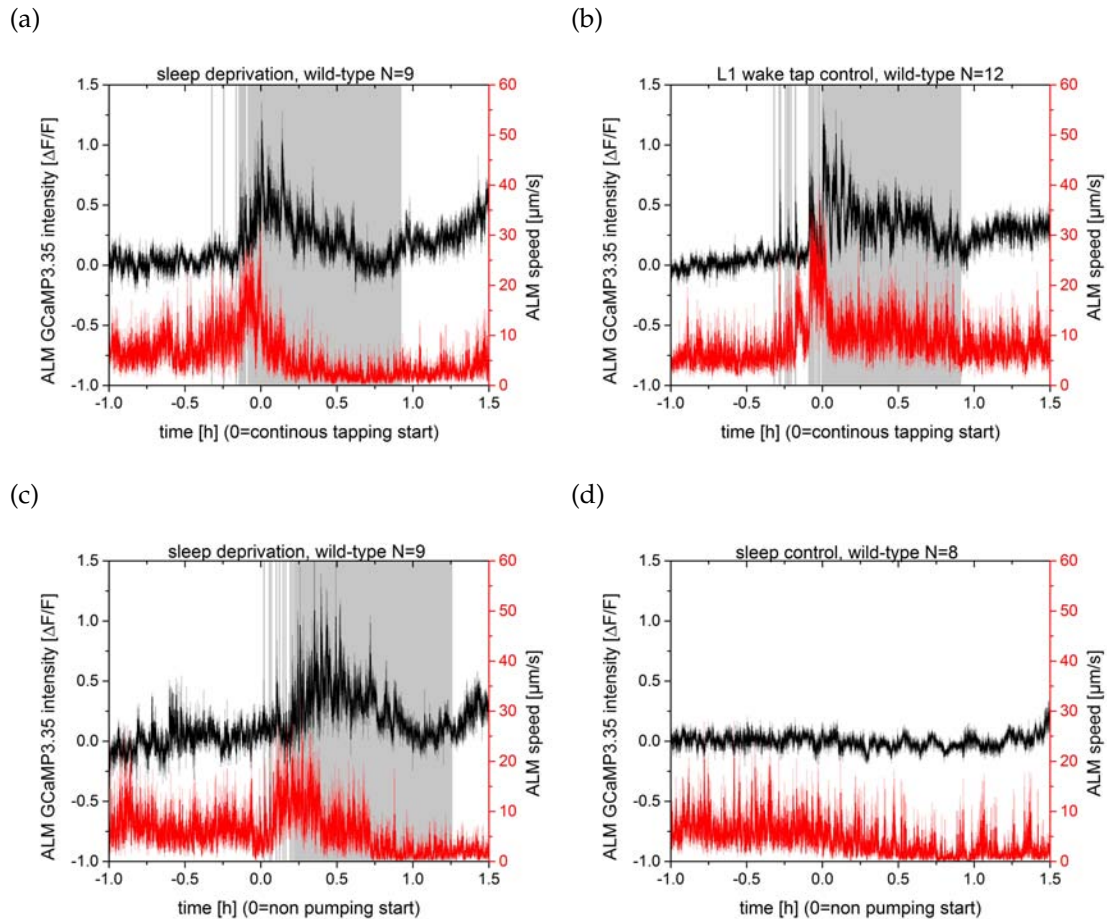 (a)
sleep deprivation, wild-type N=9
ALM GCaMP3.35 intensity [ΔF/F]
1.5
1.0
0.5
0.0
-0.5
-1.0
60
50
40
30
20
10
0
ALM speed [µm/s]
-1.0 -0.5 0.0 0.5 1.0 1.5
time [h] (0=continous tapping start)
(b)
L1 wake tap control, wild-type N=12
ALM GCaMP3.35 intensity [ΔF/F]
1.5
1.0
0.5
0.0
-0.5
-1.0
60
50
40
30
20
10
0
ALM speed [µm/s]
-1.0 -0.5 0.0 0.5 1.0 1.5
time [h] (0=continous tapping start)
(c)
sleep deprivation, wild-type N=9
ALM GCaMP3.35 intensity [ΔF/F]
1.5
1.0
0.5
0.0
-0.5
-1.0
60
50
40
30
20
10
0
ALM speed [µm/s]
-1.0 -0.5 0.0 0.5 1.0 1.5
time [h] (0=non pumping start)
(d)
sleep control, wild-type N=8
ALM GCaMP3.35 intensity [ΔF/F]
1.5
1.0
0.5
0.0
-0.5
-1.0
60
50
40
30
20
10
0
ALM speed [µm/s]
-1.0 -0.5 0.0 0.5 1.0 1.5
time [h] (0=non pumping start)